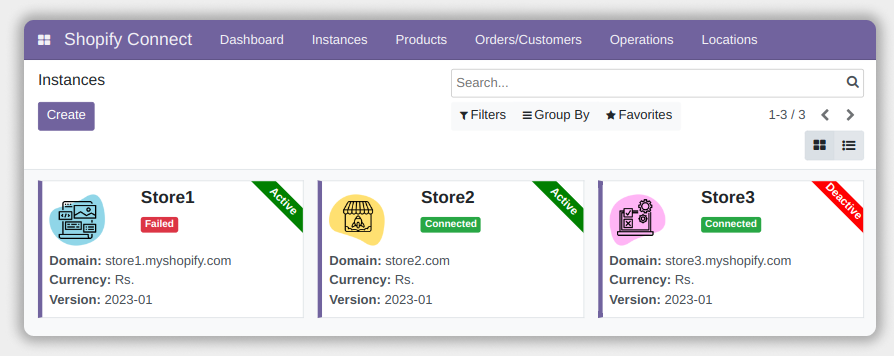 Shopify Connect Dashboard Instances Products Orders/Customers Operations Locations
Instances
Search...
Create
Filters Group By Favorites 1-3 / 3
Store1
Active
Failed
Domain: store1.myshopify.com
Currency: Rs.
Version: 2023-01
Store2
Active
Connected
Domain: store2.com
Currency: Rs.
Version: 2023-01
Store3
Deactive
Connected
Domain: store3.myshopify.com
Currency: Rs.
Version: 2023-01